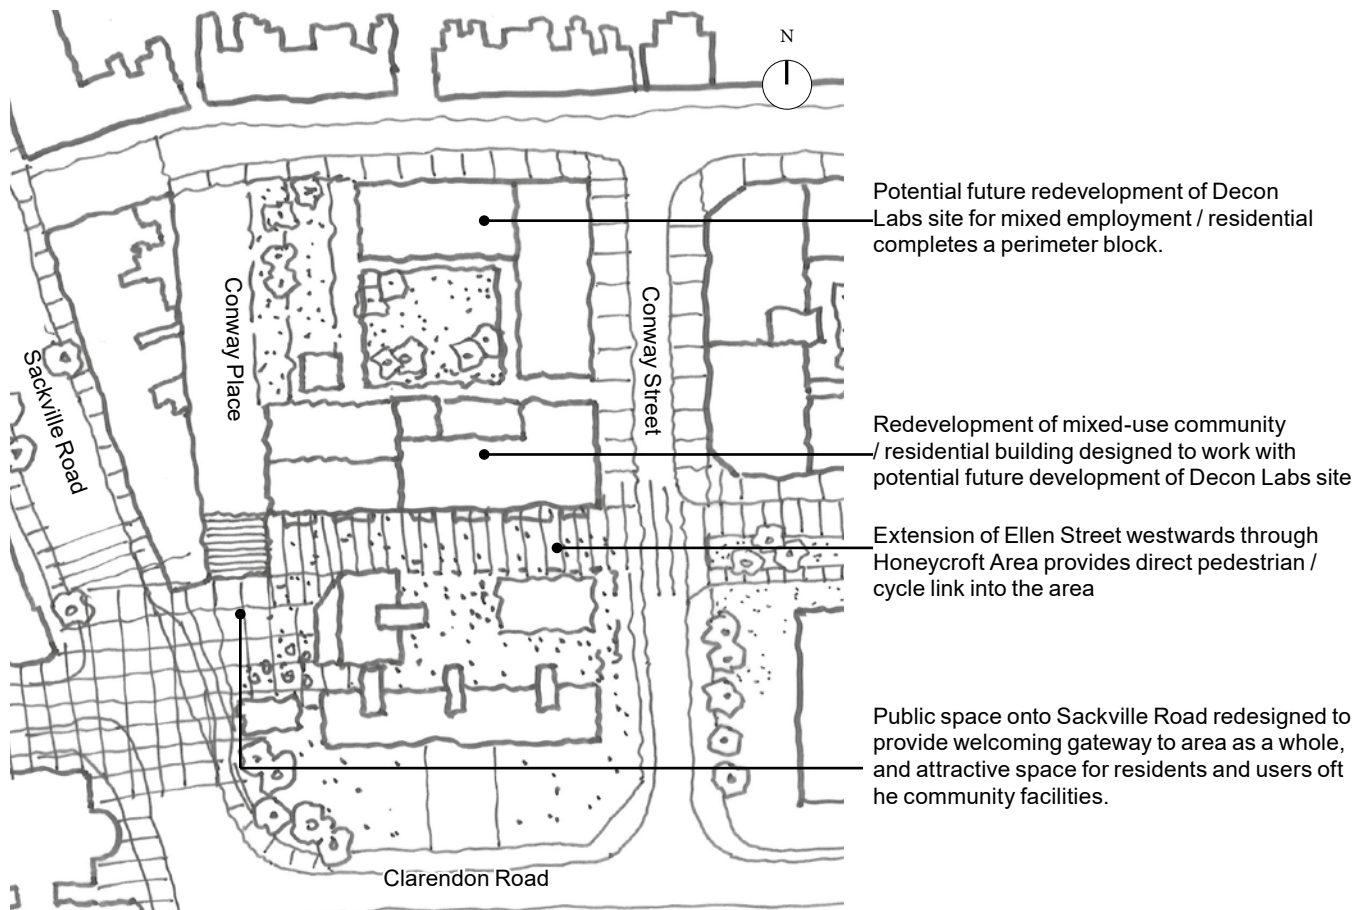 N
Potential future redevelopment of Decon
Labs site for mixed employment / residential
completes a perimeter block.
Conway Place
Conway Street
Sackville Road
Redevelopment of mixed-use community
/ residential building designed to work with
potential future development of Decon Labs site
Extension of Ellen Street westwards through
Honeycroft Area provides direct pedestrian /
cycle link into the area
Public space onto Sackville Road redesigned to
provide welcoming gateway to area as a whole,
and attractive space for residents and users oft
he community facilities.
Clarendon Road